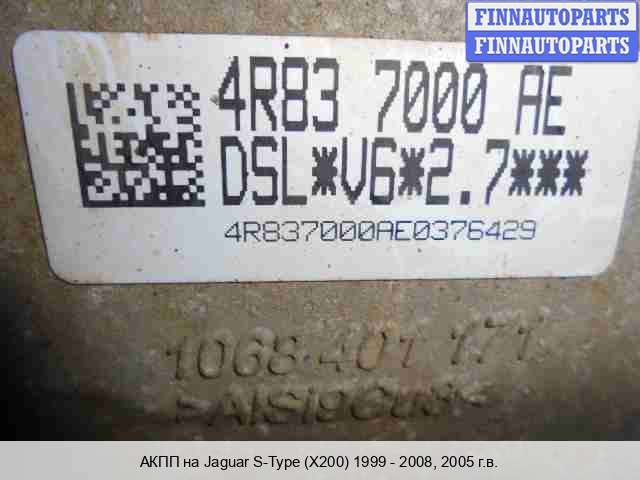 FINNAUTOPARTS
FINNAUTOPARTS
4R83 7000 AE
DSL*V6*2.7***
4R837000AE0376429
1068 401 171
АКПП на Jaguar S-Type (X200) 1999 - 2008, 2005 г.в.